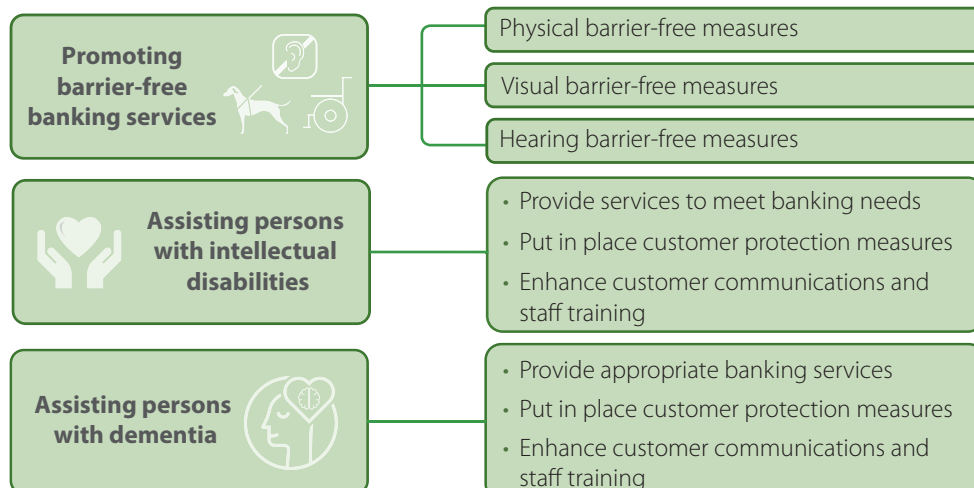 Promoting
barrier-free
banking services
Physical barrier-free measures
Visual barrier-free measures
Hearing barrier-free measures
Assisting persons
with intellectual
disabilities
• Provide services to meet banking needs
• Put in place customer protection measures
• Enhance customer communications and
staff training
Assisting persons
with dementia
• Provide appropriate banking services
• Put in place customer protection measures
• Enhance customer communications and
staff training